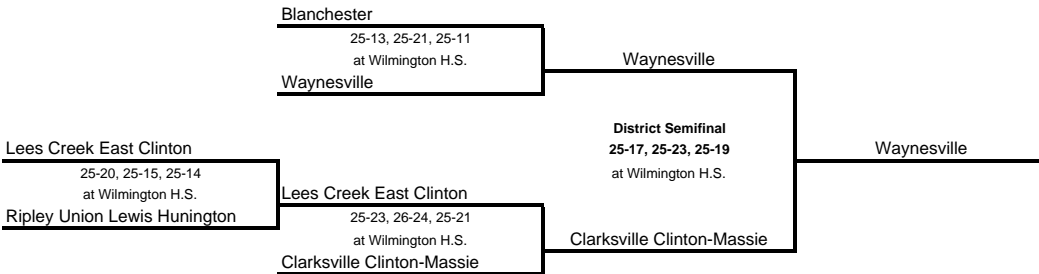 Blanchester
25-13, 25-21, 25-11
at Wilmington H.S.
Waynesville
Waynesville
District Semifinal
25-17, 25-23, 25-19
at Wilmington H.S.
Waynesville
Lees Creek East Clinton
25-20, 25-15, 25-14
at Wilmington H.S.
Ripley Union Lewis Hunington
Lees Creek East Clinton
25-23, 26-24, 25-21
at Wilmington H.S.
Clarksville Clinton-Massie
Clarksville Clinton-Massie